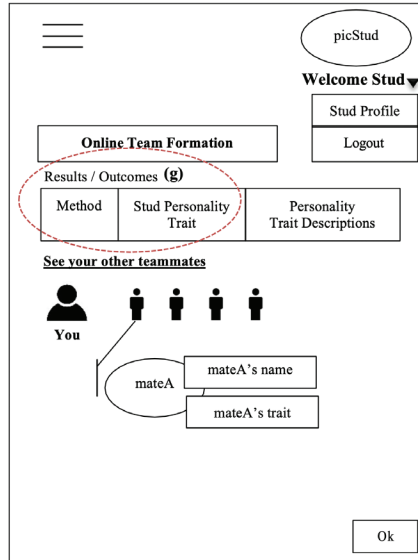 picStud
Welcome Stud
Stud Profile
Logout
Online Team Formation
Results / Outcomes (g)
Method
Stud Personality
Trait
Personality
Trait Descriptions
See your other teammates
You
mateA
mateA's name
mateA's trait
Ok